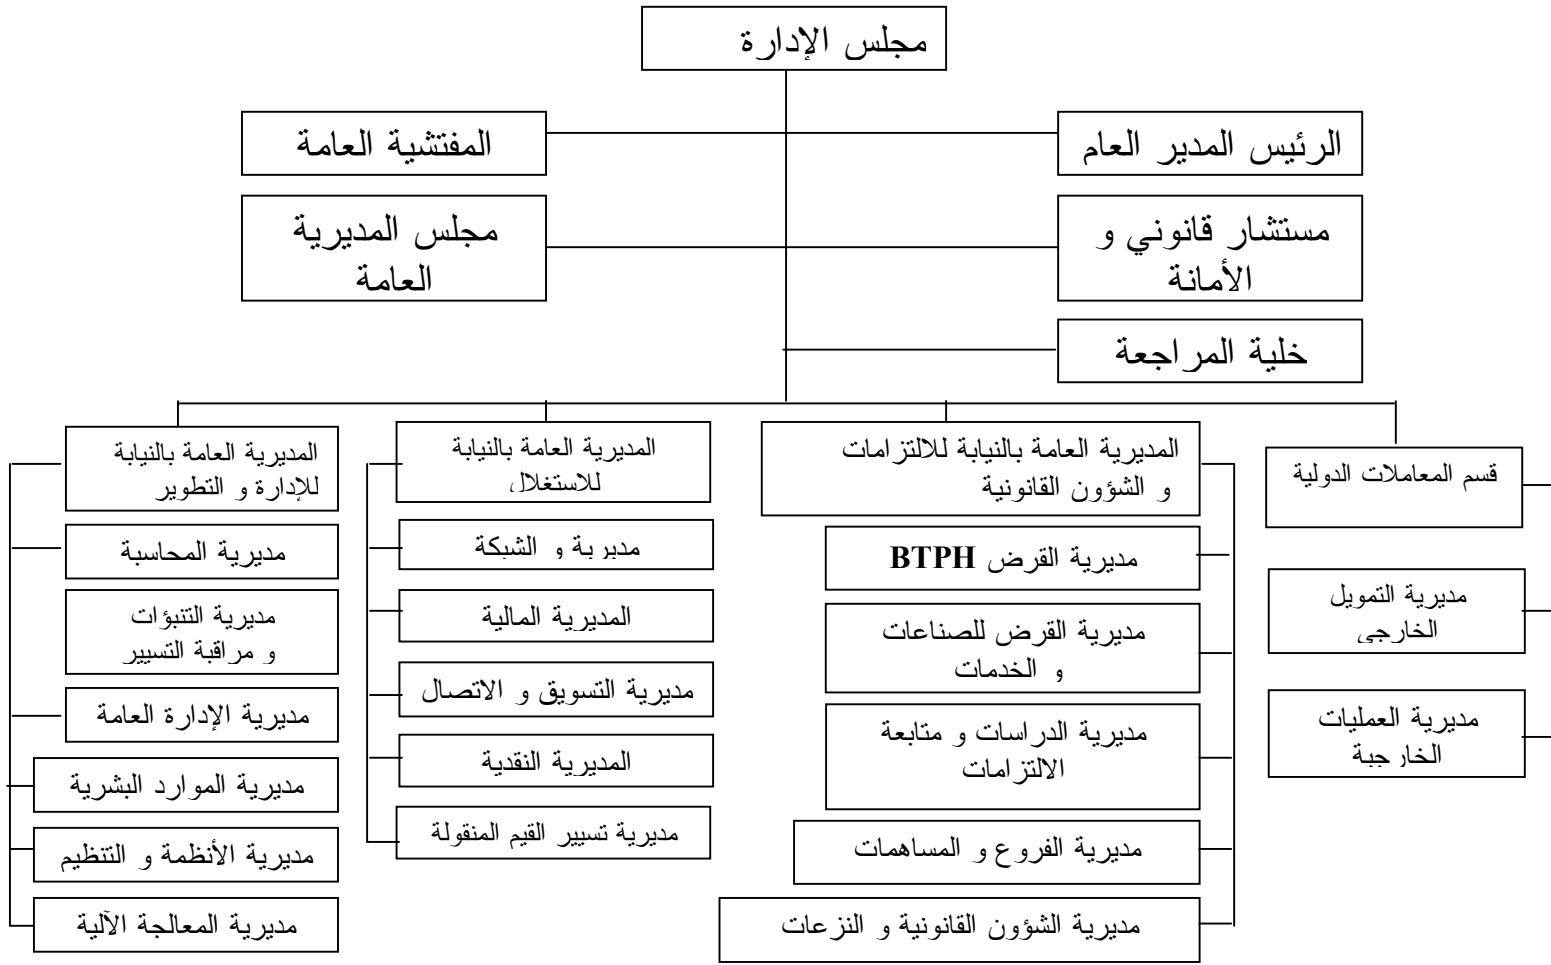 مجلس الإدارة
الرئيس المدير العام
المفتشية العامة
مستشار قانوني و
الأمانة
مجلس المديرية
العامة
خلية المراجعة
قسم المعاملات الدولية
مديرية التمويل
الخارجي
مديرية العمليات
الخارجية
المديرية العامة بالنيابة للالتزامات
و الشؤون القانونية
مديرية القرض BTPH
مديرية القرض للصناعات
و الخدمات
مديرية الدراسات و متابعة
الالتزامات
مديرية الفروع و المساهمات
مديرية الشؤون القانونية و النزعات
المديرية العامة بالنيابة
للاستغلال
مديرية و الشبكة
المديرية المالية
مديرية التسويق و الاتصال
المديرية النقدية
مديرية تسيير القيم المنقولة
المديرية العامة بالنيابة
للإدارة و التطوير
مديرية المحاسبة
مديرية التنبؤات
و مراقبة التسيير
مديرية الإدارة العامة
مديرية الموارد البشرية
مديرية الأنظمة و التنظيم
مديرية المعالجة الآلية